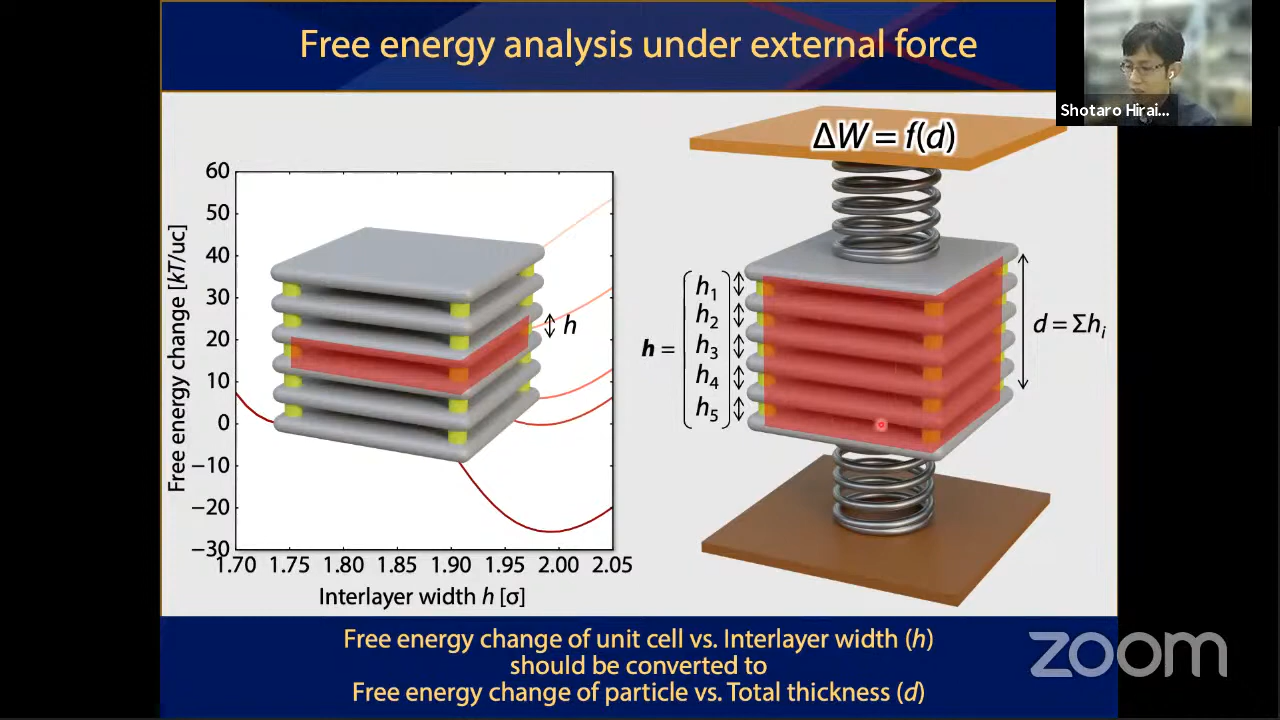 Free energy analysis under external force
Shotaro Hirai...
ΔW = f(d)
60
50
40
30
20
10
0
−10
−20
−30
Free energy change [kT/uc]
1.70 1.75 1.80 1.85 1.90 1.95 2.00 2.05
Interlayer width h [σ]
h
h =
h1
h2
h3
h4
h5
d = Σhi
Free energy change of unit cell vs. Interlayer width (h)
should be converted to
Free energy change of particle vs. Total thickness (d)
zoom